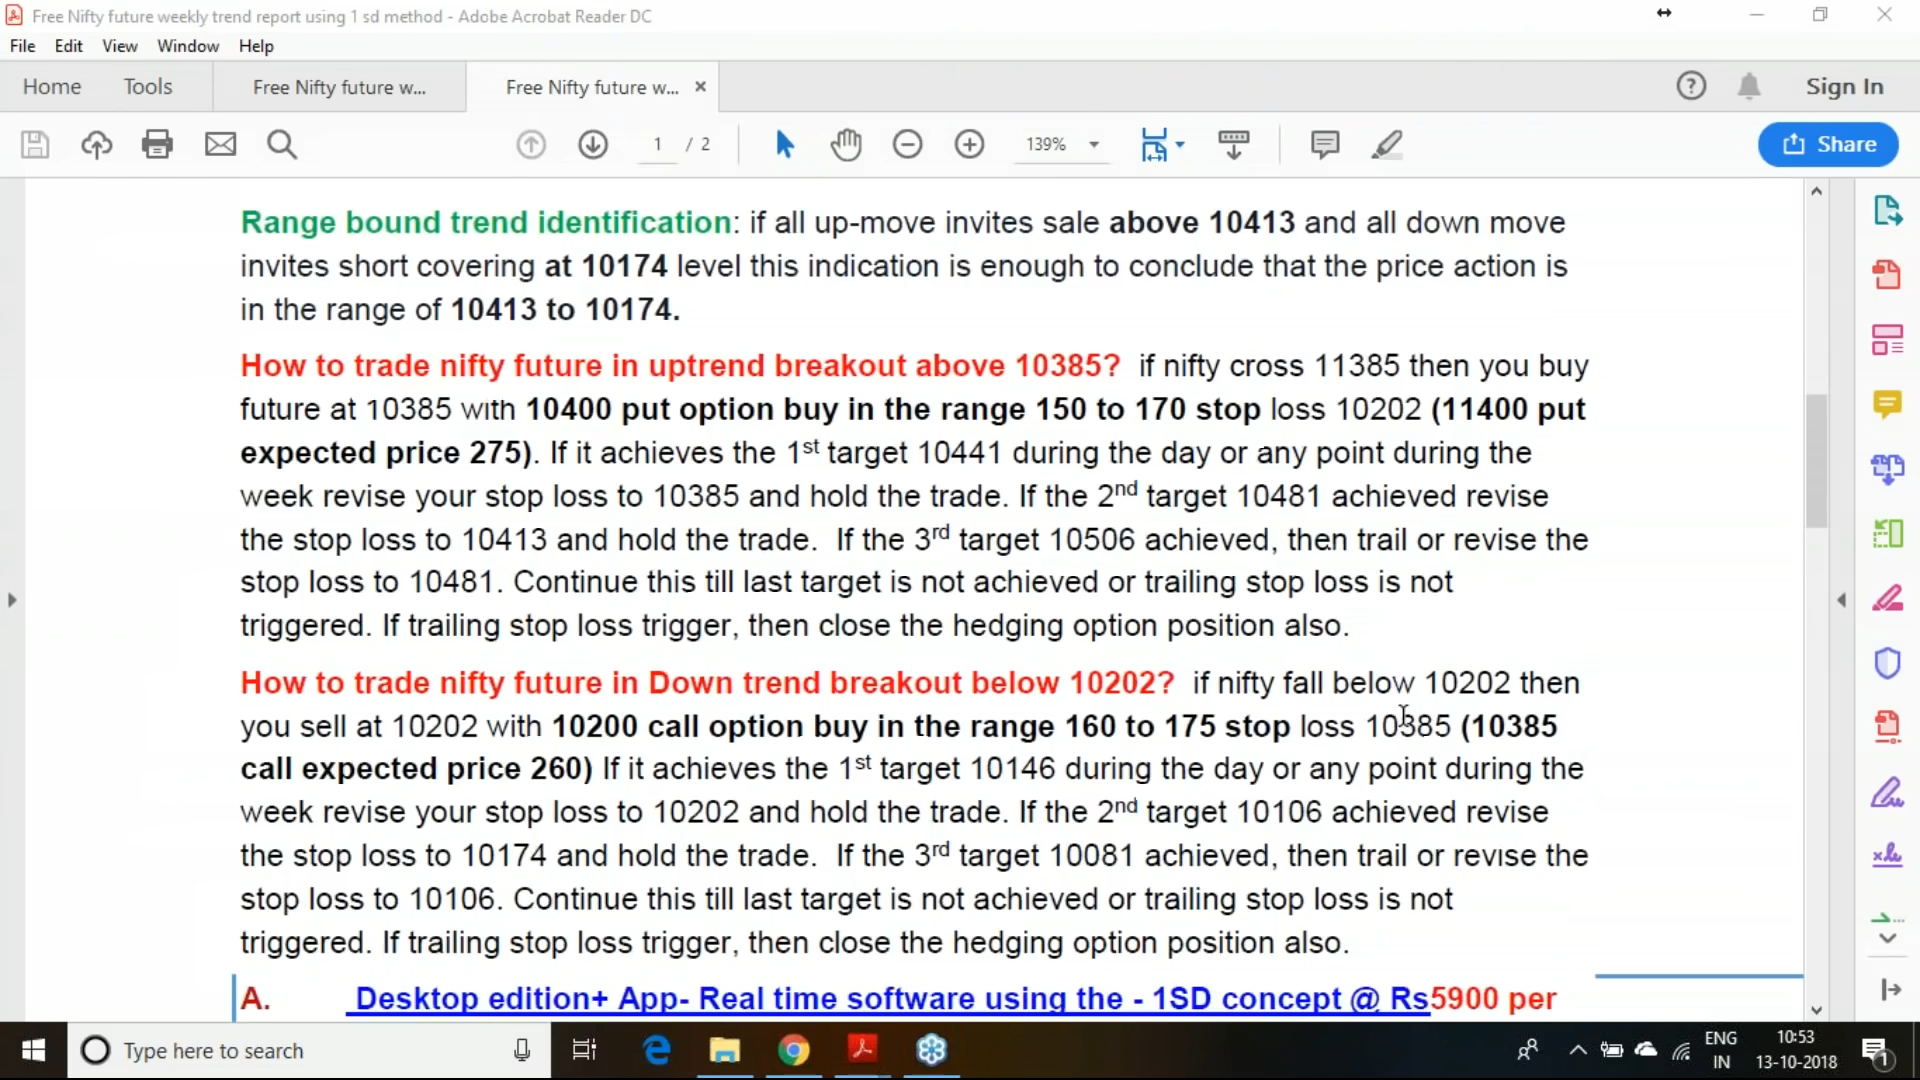 Free Nifty future weekly trend report using 1 sd method - Adobe Acrobat Reader DC
File Edit View Window Help
Home Tools Free Nifty future w... Free Nifty future w... × Sign In
1 / 2 139% Share
Range bound trend identification: if all up-move invites sale above 10413 and all down move
invites short covering at 10174 level this indication is enough to conclude that the price action is
in the range of 10413 to 10174.
How to trade nifty future in uptrend breakout above 10385? if nifty cross 11385 then you buy
future at 10385 with 10400 put option buy in the range 150 to 170 stop loss 10202 (11400 put
expected price 275). If it achieves the 1st target 10441 during the day or any point during the
week revise your stop loss to 10385 and hold the trade. If the 2nd target 10481 achieved revise
the stop loss to 10413 and hold the trade. If the 3rd target 10506 achieved, then trail or revise the
stop loss to 10481. Continue this till last target is not achieved or trailing stop loss is not
triggered. If trailing stop loss trigger, then close the hedging option position also.
How to trade nifty future in Down trend breakout below 10202? if nifty fall below 10202 then
you sell at 10202 with 10200 call option buy in the range 160 to 175 stop loss 10385 (10385
call expected price 260) If it achieves the 1st target 10146 during the day or any point during the
week revise your stop loss to 10202 and hold the trade. If the 2nd target 10106 achieved revise
the stop loss to 10174 and hold the trade. If the 3rd target 10081 achieved, then trail or revise the
stop loss to 10106. Continue this till last target is not achieved or trailing stop loss is not
triggered. If trailing stop loss trigger, then close the hedging option position also.
A. Desktop edition+ App- Real time software using the - 1SD concept @ Rs5900 per
Type here to search
ENG 10:53
IN 13-10-2018 1